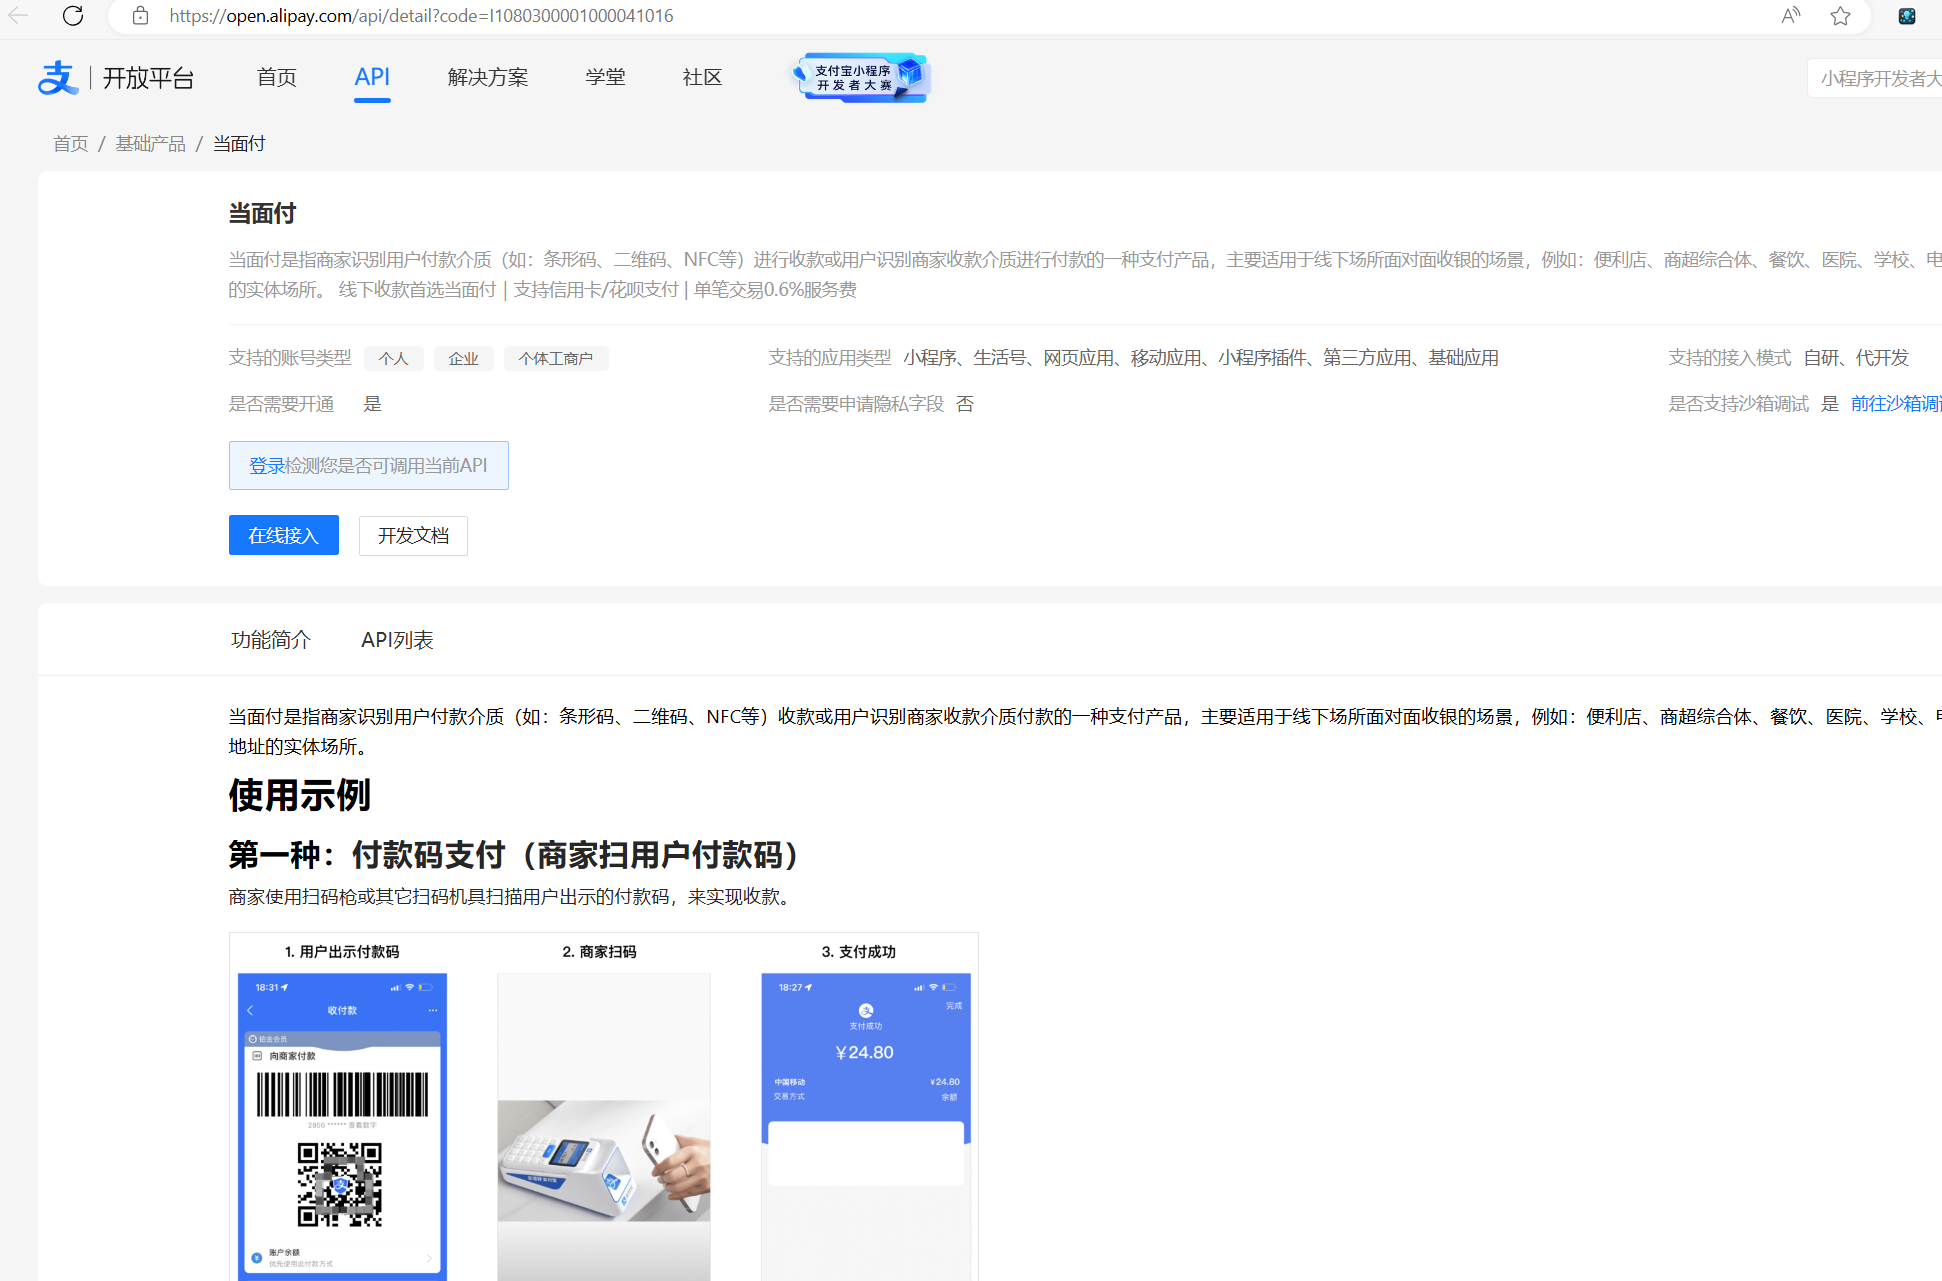 https://open.alipay.com/api/detail?code=I1080300001000041016
支 开放平台 首页 API 解决方案 学堂 社区
支付宝小程序
开发者大赛
小程序开发者大
首页 / 基础产品 / 当面付
当面付
当面付是指商家识别用户付款介质（如：条形码、二维码、NFC等）进行收款或用户识别商家收款介质进行付款的一种支付产品，主要适用于线下场所面对面收银的场景，例如：便利店、商超综合体、餐饮、医院、学校、电
的实体场所。 线下收款首选当面付 | 支持信用卡/花呗支付 | 单笔交易0.6%服务费
支持的账号类型 个人 企业 个体工商户 支持的应用类型 小程序、生活号、网页应用、移动应用、小程序插件、第三方应用、基础应用 支持的接入模式 自研、代开发
是否需要开通 是 是否需要申请隐私字段 否 是否支持沙箱调试 是 前往沙箱调试
登录检测您是否可调用当前API
在线接入 开发文档
功能简介 API列表
当面付是指商家识别用户付款介质（如：条形码、二维码、NFC等）收款或用户识别商家收款介质付款的一种支付产品，主要适用于线下场所面对面收银的场景，例如：便利店、商超综合体、餐饮、医院、学校、电
地址的实体场所。
使用示例
第一种：付款码支付（商家扫用户付款码）
商家使用扫码枪或其它扫码机具扫描用户出示的付款码，来实现收款。
1. 用户出示付款码 2. 商家扫码 3. 支付成功
18:31
收付款
铂金会员
向商家付款
2856 ****** 查看数字
支
账户余额
优先使用此付款方式
18:27
完成
支
支付成功
¥24.80
中国移动 ¥24.80
交易方式 余额